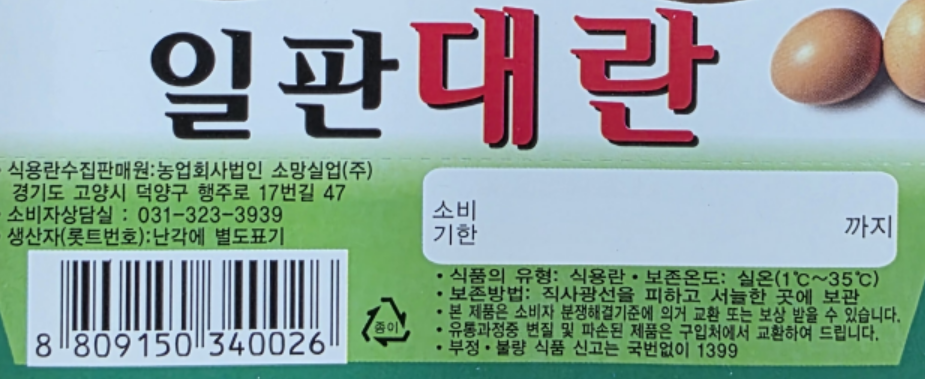 일판대란
· 식용란수집판매원:농업회사법인 소망실업(주)
경기도 고양시 덕양구 행주로 17번길 47
· 소비자상담실 : 031-323-3939
· 생산자(롯트번호):난각에 별도표기
소비
기한
까지
8 809150 340026
종이
• 식품의 유형: 식용란 • 보존온도: 실온(1℃~35℃)
• 보존방법: 직사광선을 피하고 서늘한 곳에 보관
• 본 제품은 소비자 분쟁해결기준에 의거 교환 또는 보상 받을 수 있습니다.
• 유통과정중 변질 및 파손된 제품은 구입처에서 교환하여 드립니다.
• 부정 • 불량 식품 신고는 국번없이 1399